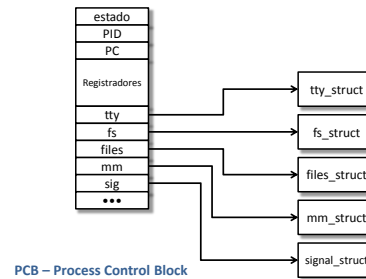 estado
PID
PC
Registradores
tty
fs
files
mm
sig
•••
tty_struct
fs_struct
files_struct
mm_struct
signal_struct
PCB – Process Control Block